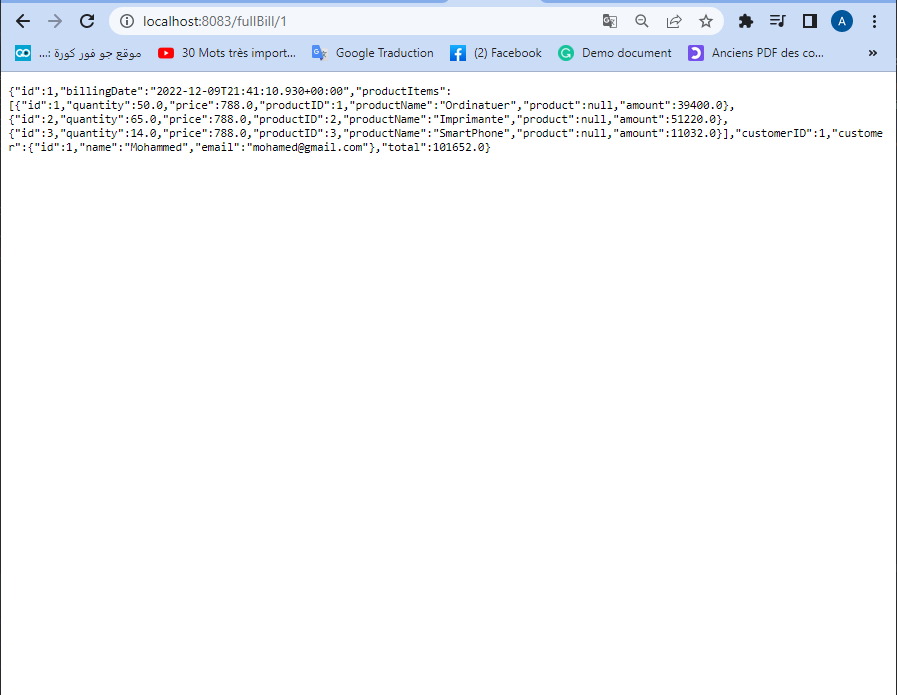 localhost:8083/fullBill/1
A
موقع جو فور كورة :...
30 Mots très import...
Google Traduction
(2) Facebook
Demo document
Anciens PDF des co...
»
{"id":1,"billingDate":"2022-12-09T21:41:10.930+00:00","productItems":
[{"id":1,"quantity":50.0,"price":788.0,"productID":1,"productName":"Ordinatuer","product":null,"amount":39400.0},
{"id":2,"quantity":65.0,"price":788.0,"productID":2,"productName":"Imprimante","product":null,"amount":51220.0},
{"id":3,"quantity":14.0,"price":788.0,"productID":3,"productName":"SmartPhone","product":null,"amount":11032.0}],"customerID":1,"custome
r":{"id":1,"name":"Mohammed","email":"mohamed@gmail.com"},"total":101652.0}